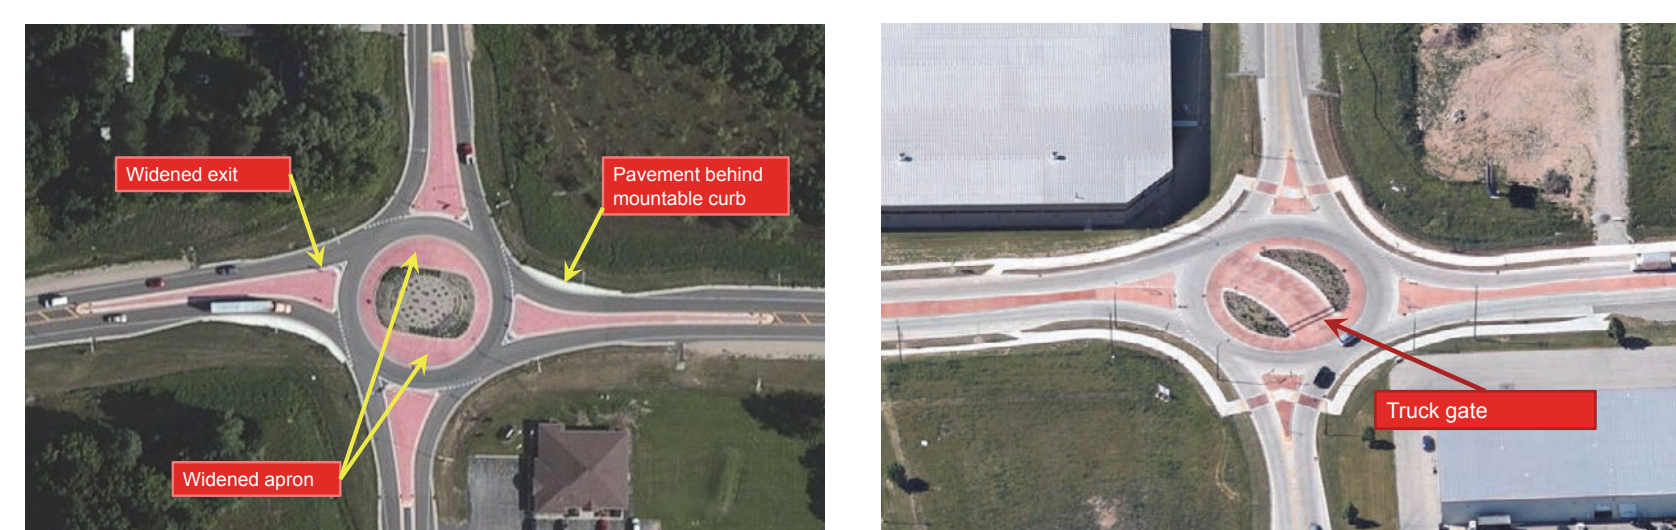 Widened exit
Pavement behind
mountable curb
Widened apron
Truck gate